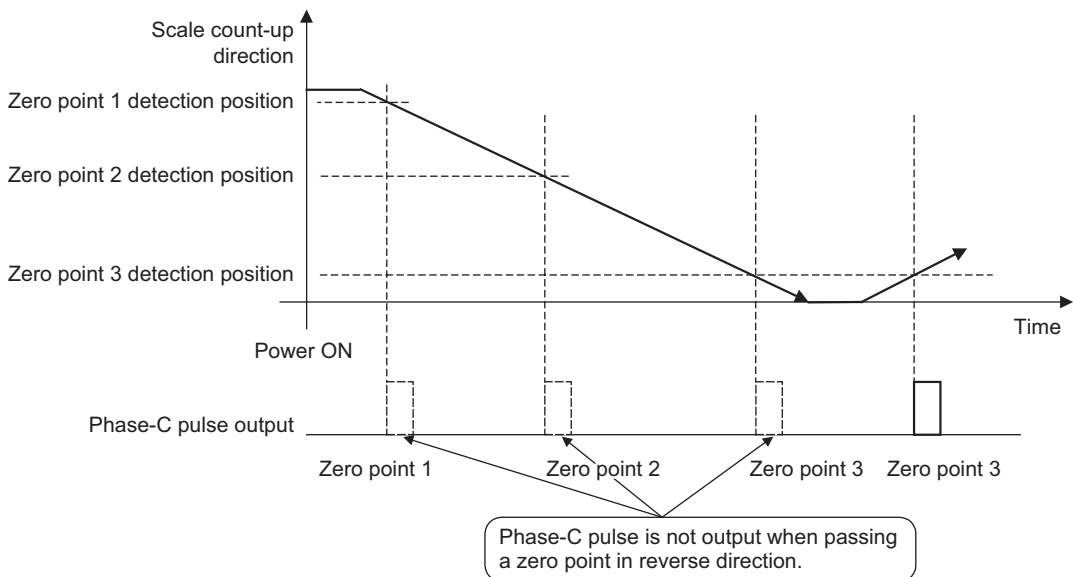 Scale count-up
direction
Zero point 1 detection position
Zero point 2 detection position
Zero point 3 detection position
Time
Power ON
Phase-C pulse output
Zero point 1
Zero point 2
Zero point 3
Zero point 3
Phase-C pulse is not output when passing
a zero point in reverse direction.